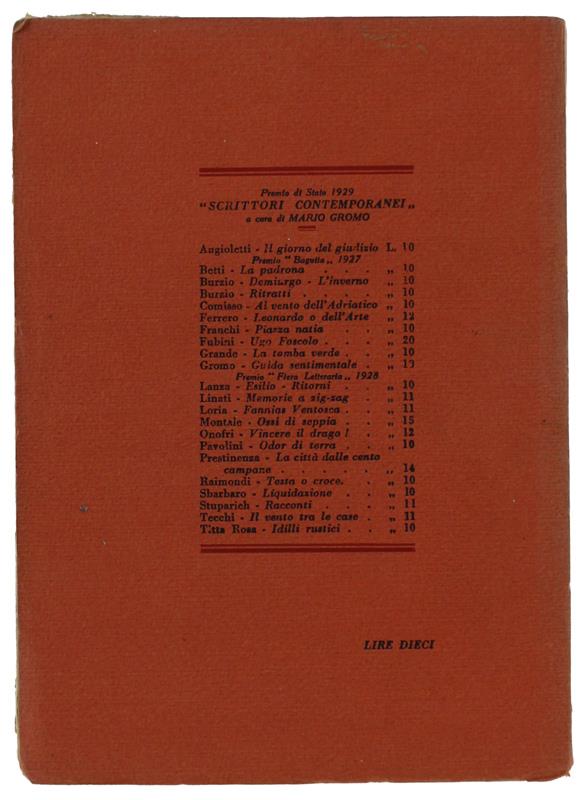 Premio di Stato 1929
"SCRITTORI CONTEMPORANEI„
a cura di MARIO GROMO
Angioletti - Il giorno del giudizio L. 10
Premio " Bagutta „ 1927
Betti - La padrona . . . „ 10
Burzio - Demiurgo - L'inverno „ 10
Burzio - Ritratti . . . . „ 10
Comisso - Al vento dell'Adriatico „ 10
Ferrero - Leonardo o dell'Arte „ 12
Franchi - Piazza natia . . „ 10
Fubini - Ugo Foscolo . . . „ 20
Grande - La tomba verde . . „ 10
Gromo - Guida sentimentale . „ 10
Premio " Fiera Letteraria „ 1928
Lanza - Esilio - Ritorni . . „ 10
Linati - Memorie a zig-zag . „ 11
Loria - Fannias Ventosca . . „ 11
Montale - Ossi di seppia . . „ 15
Onofri - Vincere il drago ! . „ 12
Pavolini - Odor di terra . . „ 10
Prestinenza - La città dalle cento
campane . . . . . „ 14
Raimondi - Testa o croce. . „ 10
Sbarbaro - Liquidazione . . „ 10
Stuparich - Racconti . . . „ 11
Tecchi - Il vento tra le case . „ 11
Titta Rosa - Idilli rustici . . „ 10
LIRE DIECI